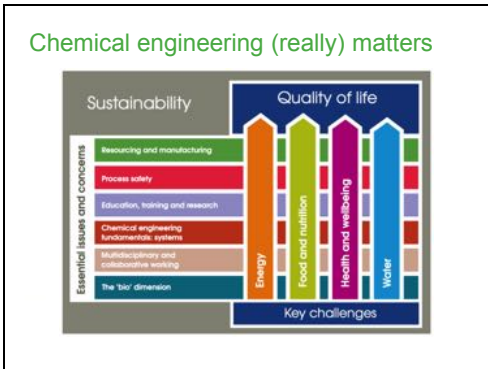 Chemical engineering (really) matters
Sustainability
Quality of life
Essential issues and concerns
Resourcing and manufacturing
Process safety
Education, training and research
Chemical engineering
fundamentals: systems
Multidisciplinary and
collaborative working
The 'bio' dimension
Energy
Food and nutrition
Health and wellbeing
Water
Key challenges